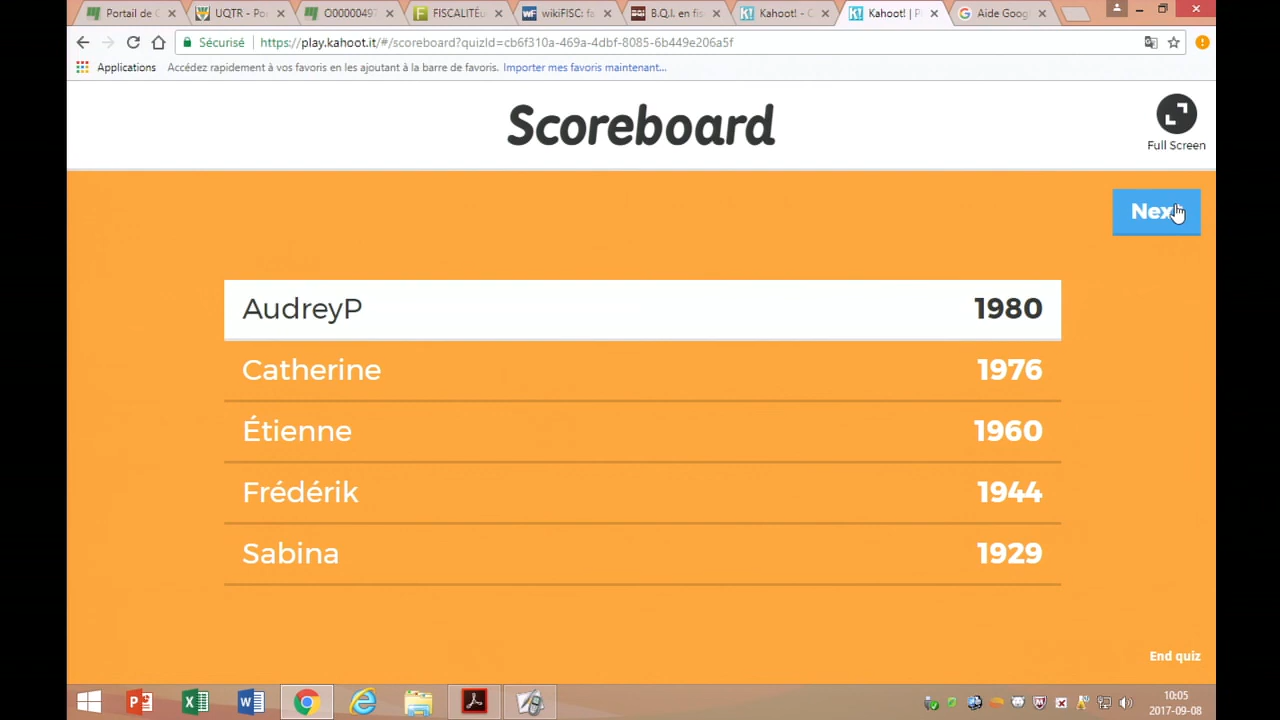 Portail de C
UQTR - Po
O00000497
FISCALITÉu
wikiFISC: fa
B.Q.I. en fis
Kahoot! - C
Kahoot! | P
Aide Goog
Sécurisé https://play.kahoot.it/#/scoreboard?quizId=cb6f310a-469a-4dbf-8085-6b449e206a5f
Applications Accédez rapidement à vos favoris en les ajoutant à la barre de favoris. Importer mes favoris maintenant...
Scoreboard
Full Screen
Next
AudreyP 1980
Catherine 1976
Étienne 1960
Frédérik 1944
Sabina 1929
End quiz
10:05
2017-09-08